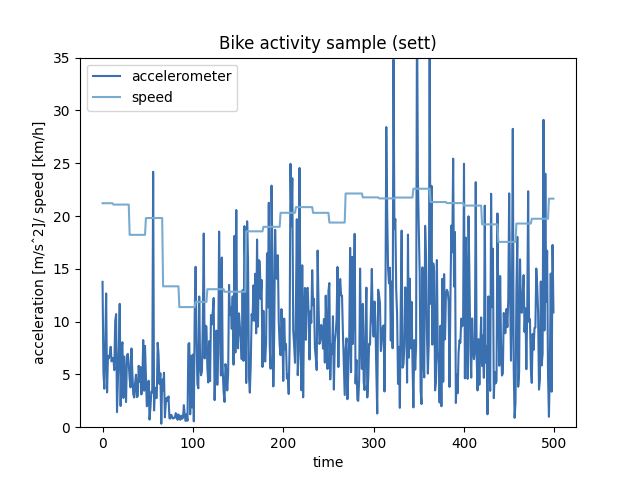 Bike activity sample (sett)
accelerometer
speed
acceleration [m/s^2]/ speed [km/h]
35
30
25
20
15
10
5
0
0 100 200 300 400 500
time